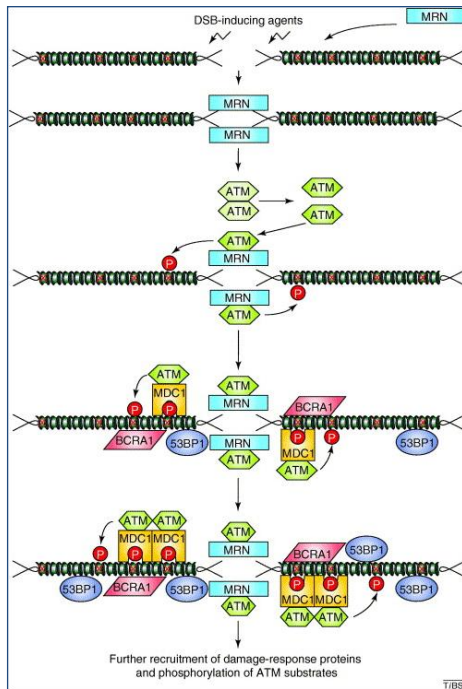 DSB-inducing agents
MRN
MRN
MRN
ATM
ATM
ATM
ATM
ATM
MRN
P
MRN
ATM
P
ATM
MDC1
P
P
BCRA1
53BP1
ATM
MRN
MRN
ATM
BCRA1
P
P
MDC1
ATM
53BP1
ATM
ATM
P
MDC1
MDC1
P
P
53BP1
BCRA1
53BP1
ATM
MRN
MRN
ATM
BCRA1
53BP1
P
P
P
MDC1
MDC1
ATM
ATM
53BP1
Further recruitment of damage-response proteins
and phosphorylation of ATM substrates
TiBS